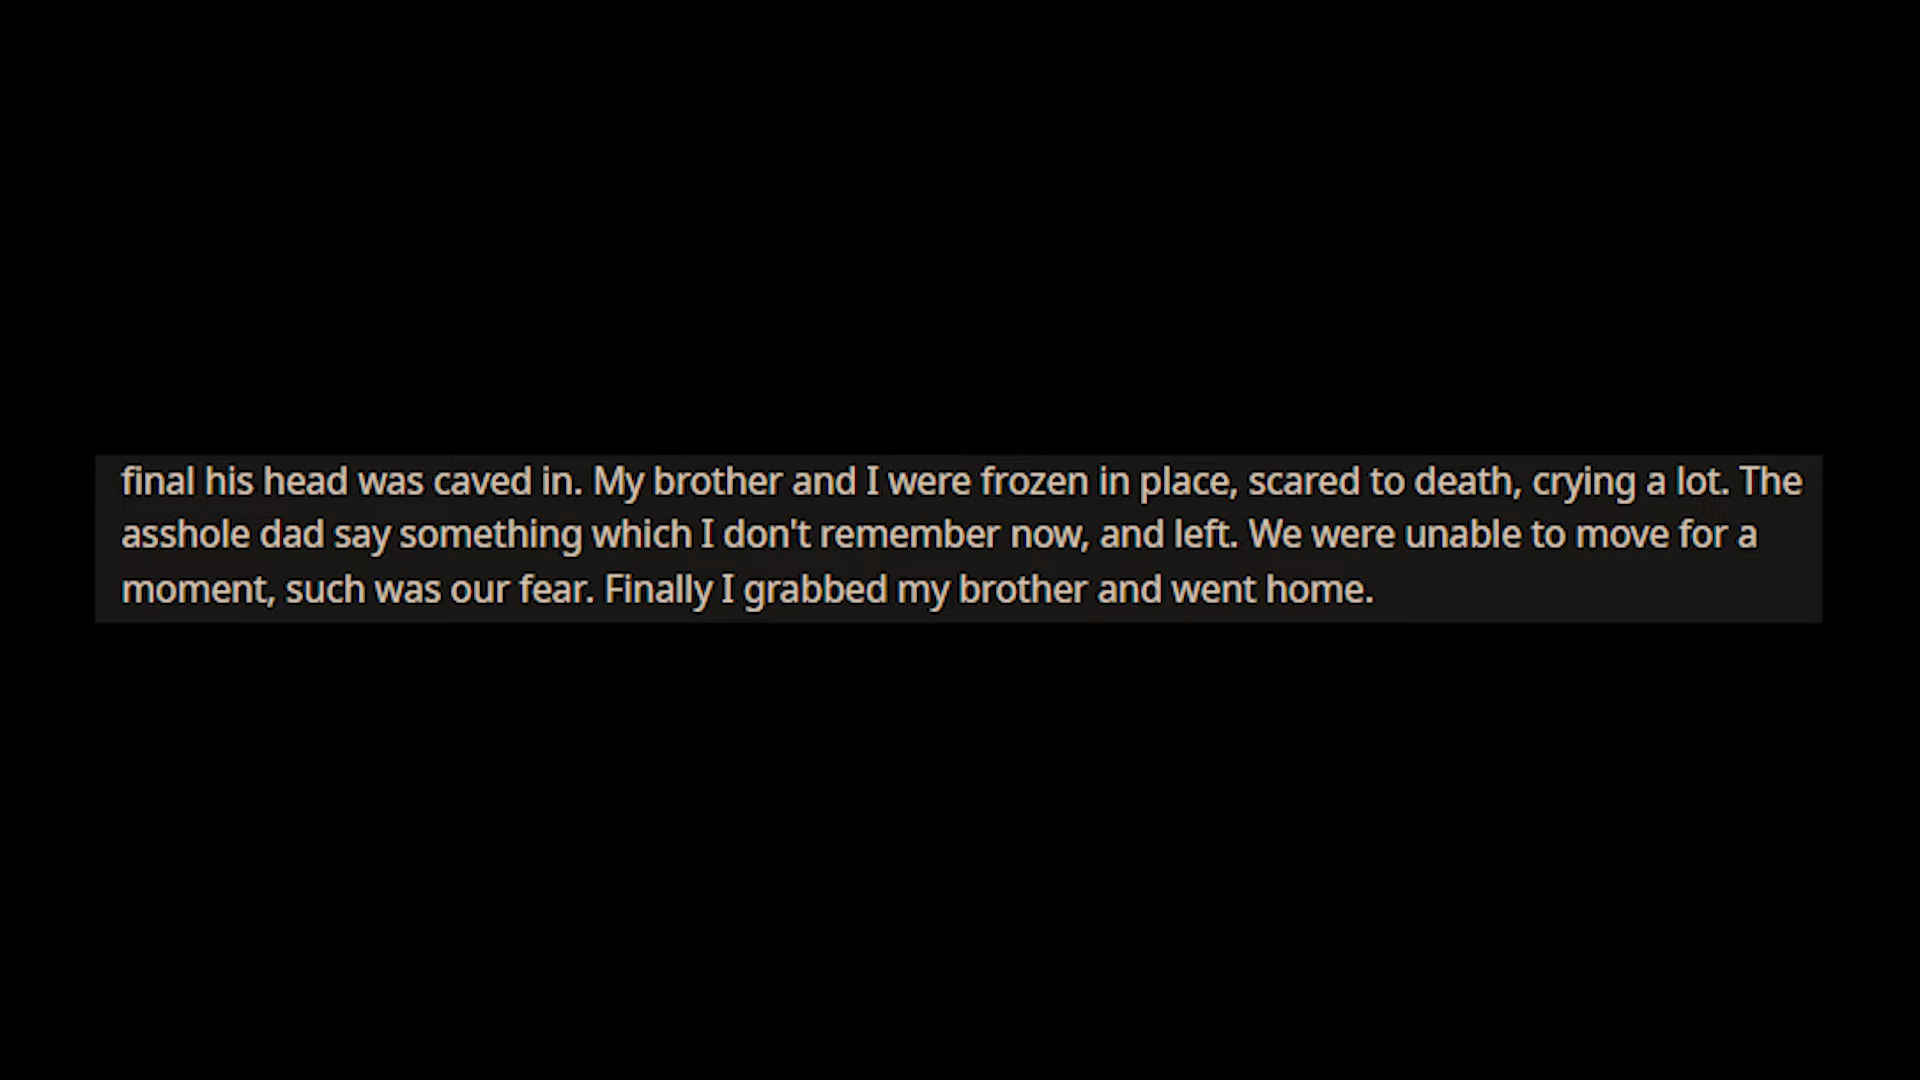 final his head was caved in. My brother and I were frozen in place, scared to death, crying a lot. The
asshole dad say something which I don't remember now, and left. We were unable to move for a
moment, such was our fear. Finally I grabbed my brother and went home.